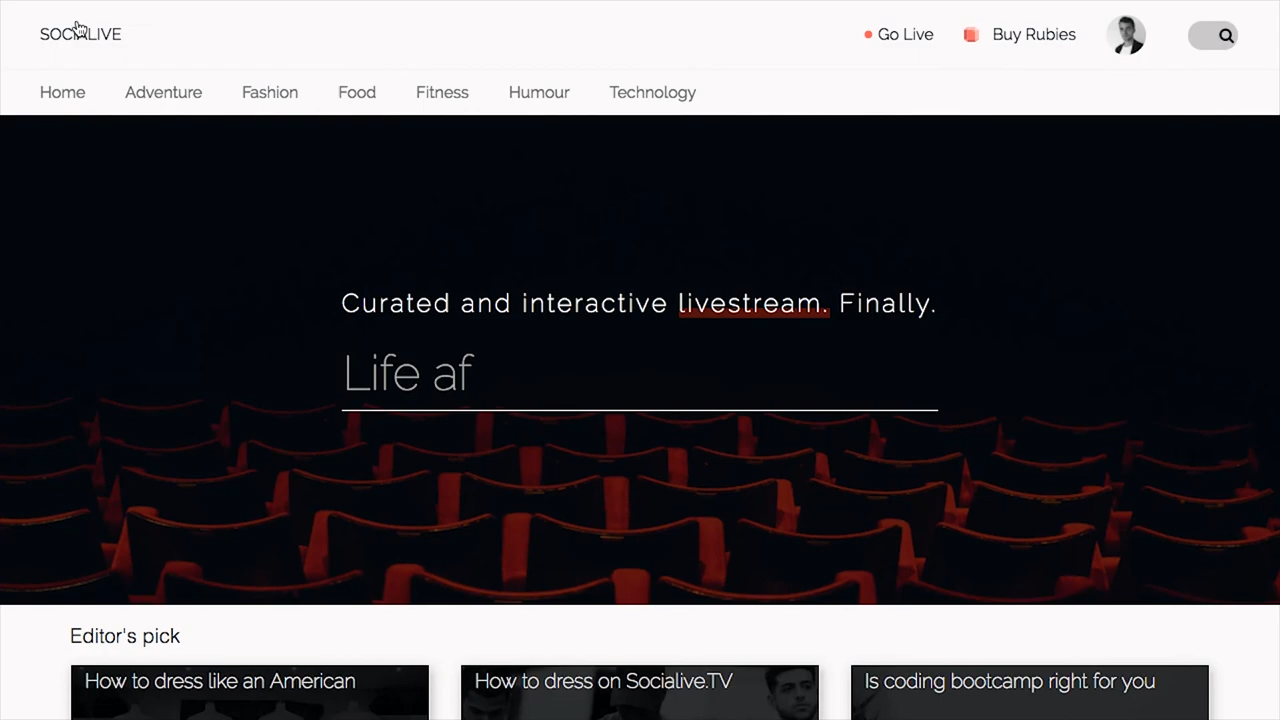 SOCIALIVE
Go Live
Buy Rubies
Home
Adventure
Fashion
Food
Fitness
Humour
Technology
Curated and interactive livestream. Finally.
Life af
Editor's pick
How to dress like an American
How to dress on Socialive.TV
Is coding bootcamp right for you